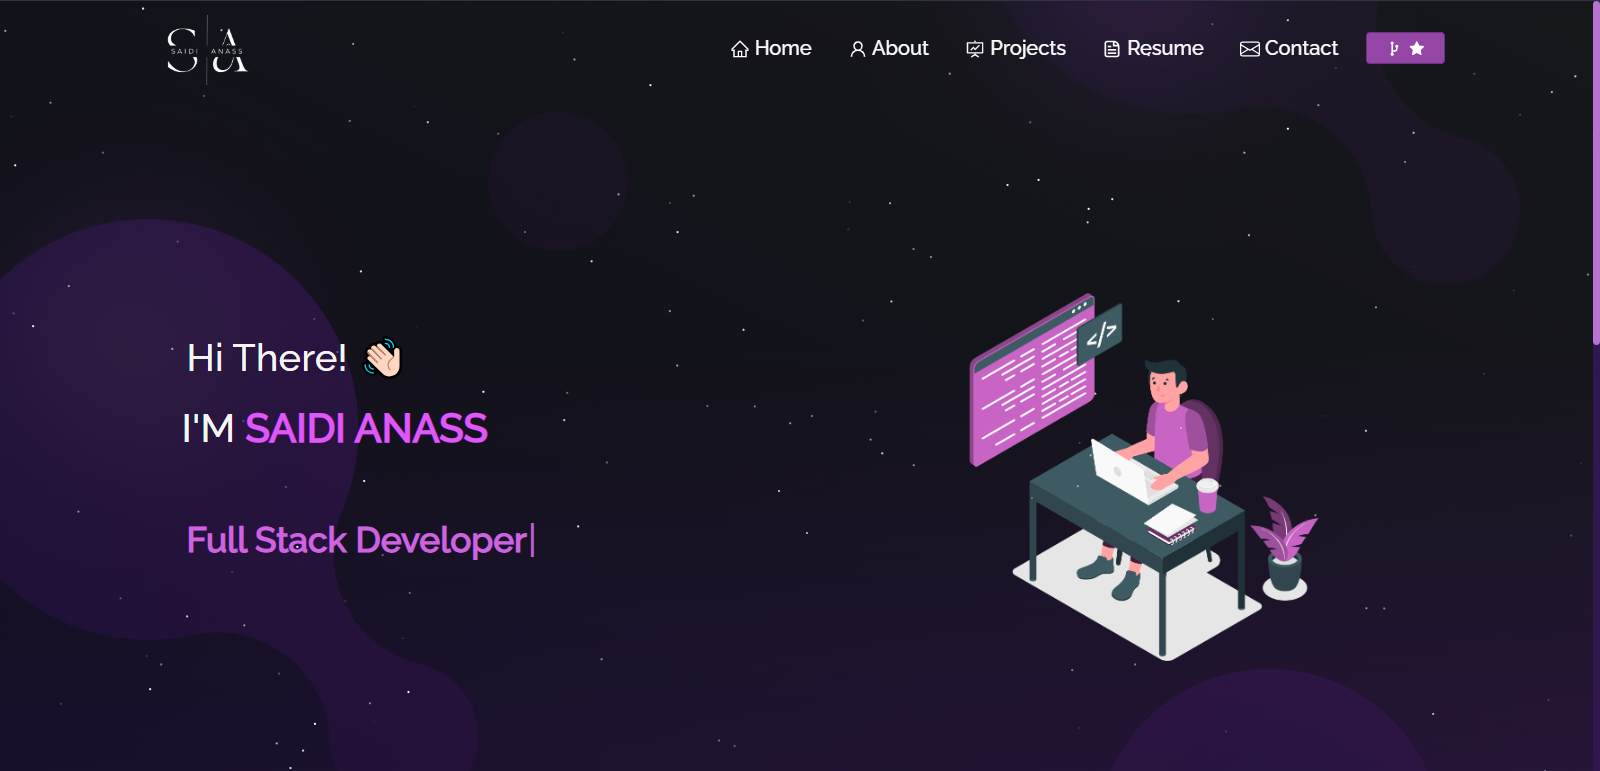 S A
SAIDI ANASS
Home About Projects Resume Contact
</>
Hi There! 👋🏻
I'M SAIDI ANASS
Full Stack Developer|